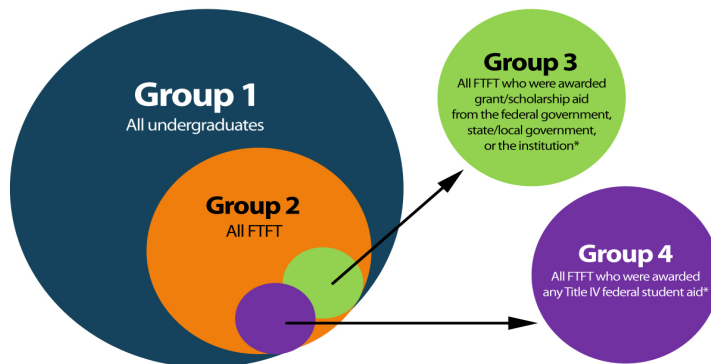 Group 1
All undergraduates
Group 2
All FTFT
Group 3
All FTFT who were awarded
grant/scholarship aid
from the federal government,
state/local government,
or the institution*
Group 4
All FTFT who were awarded
any Title IV federal student aid*